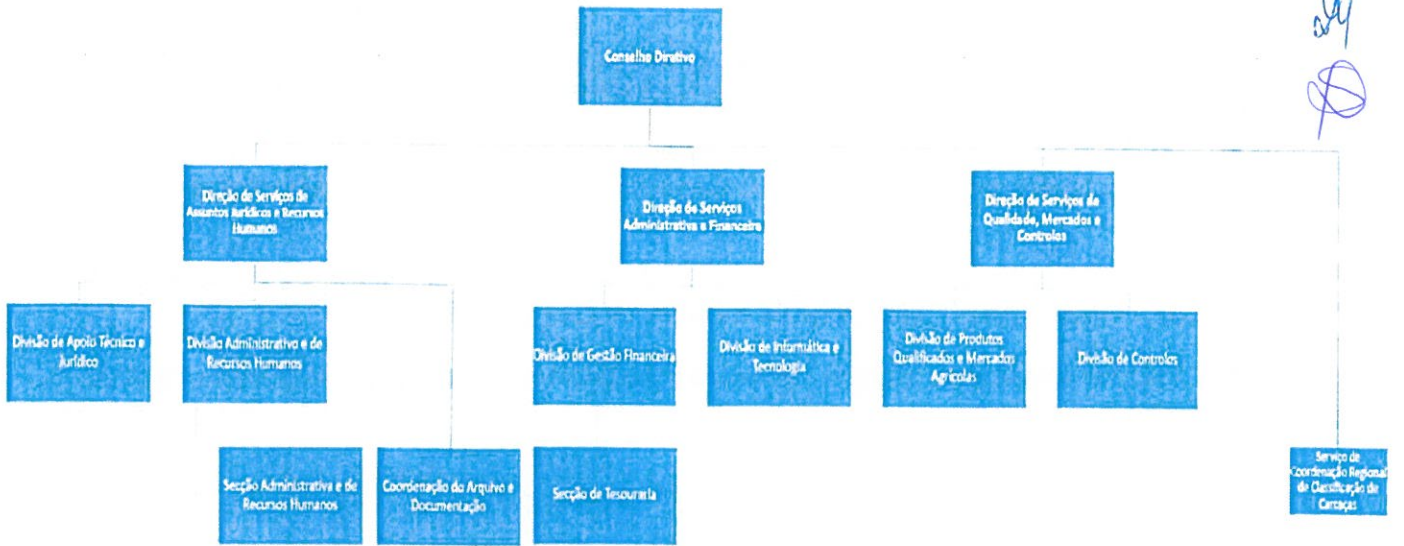 Conselho Diretivo
Direção de Serviços de
Assuntos Jurídicos e Recursos
Humanos
Direção de Serviços
Administrativa e Financeira
Direção de Serviços de
Qualidade, Mercados e
Controlos
Divisão de Apoio Técnico e
Jurídico
Divisão Administrativa e de
Recursos Humanos
Divisão de Gestão Financeira
Divisão de Informática e
Tecnologia
Divisão de Produtos
Qualificados e Mercados
Agrícolas
Divisão de Controlos
Secção Administrativa e de
Recursos Humanos
Coordenação do Arquivo e
Documentação
Secção de Tesouraria
Serviço de
Coordenação Regional
de Classificação de
Carcaças